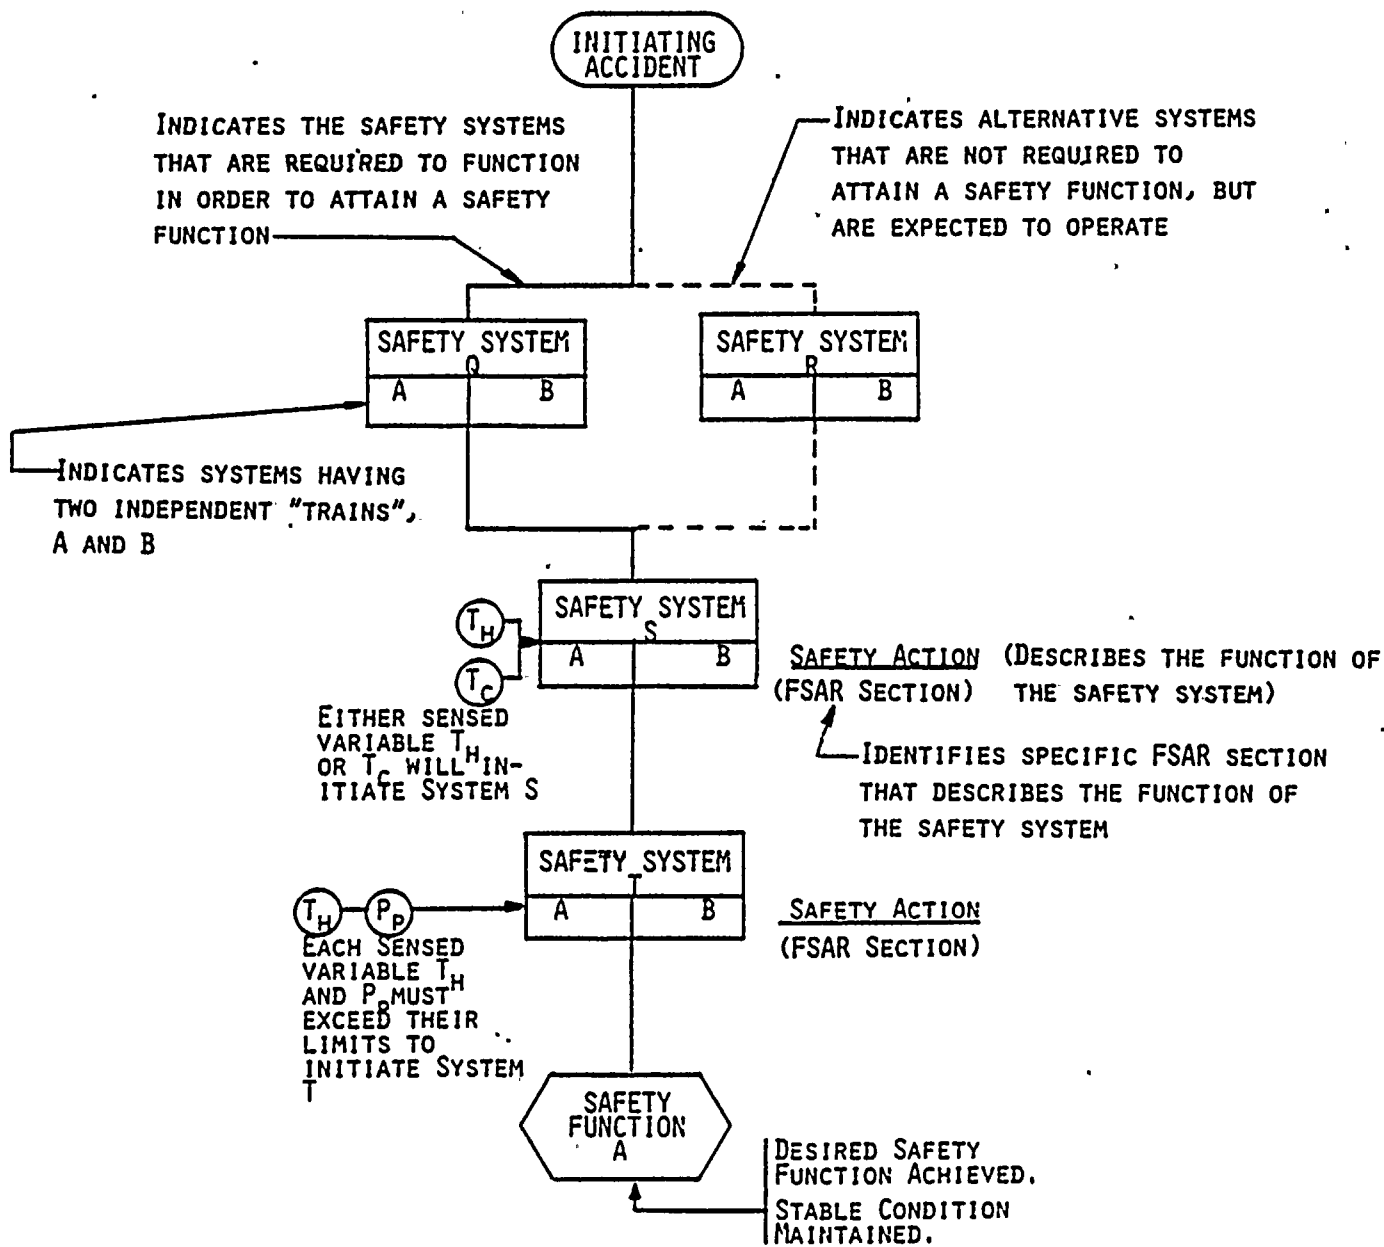 INITIATING
ACCIDENT
INDICATES THE SAFETY SYSTEMS
THAT ARE REQUIRED TO FUNCTION
IN ORDER TO ATTAIN A SAFETY
FUNCTION
INDICATES ALTERNATIVE SYSTEMS
THAT ARE NOT REQUIRED TO
ATTAIN A SAFETY FUNCTION, BUT
ARE EXPECTED TO OPERATE
SAFETY SYSTEM
Q
A B
SAFETY SYSTEM
R
A B
INDICATES SYSTEMS HAVING
TWO INDEPENDENT "TRAINS",
A AND B
SAFETY SYSTEM
S
A B
TH
TC
EITHER SENSED
VARIABLE TH
OR TC WILL IN-
ITIATE SYSTEM S
SAFETY ACTION (DESCRIBES THE FUNCTION OF
(FSAR SECTION) THE SAFETY SYSTEM)
IDENTIFIES SPECIFIC FSAR SECTION
THAT DESCRIBES THE FUNCTION OF
THE SAFETY SYSTEM
SAFETY SYSTEM
T
A B
TH PP
EACH SENSED
VARIABLE TH
AND PP MUST
EXCEED THEIR
LIMITS TO
INITIATE SYSTEM
T
SAFETY ACTION
(FSAR SECTION)
SAFETY
FUNCTION
A
DESIRED SAFETY
FUNCTION ACHIEVED.
STABLE CONDITION
MAINTAINED.